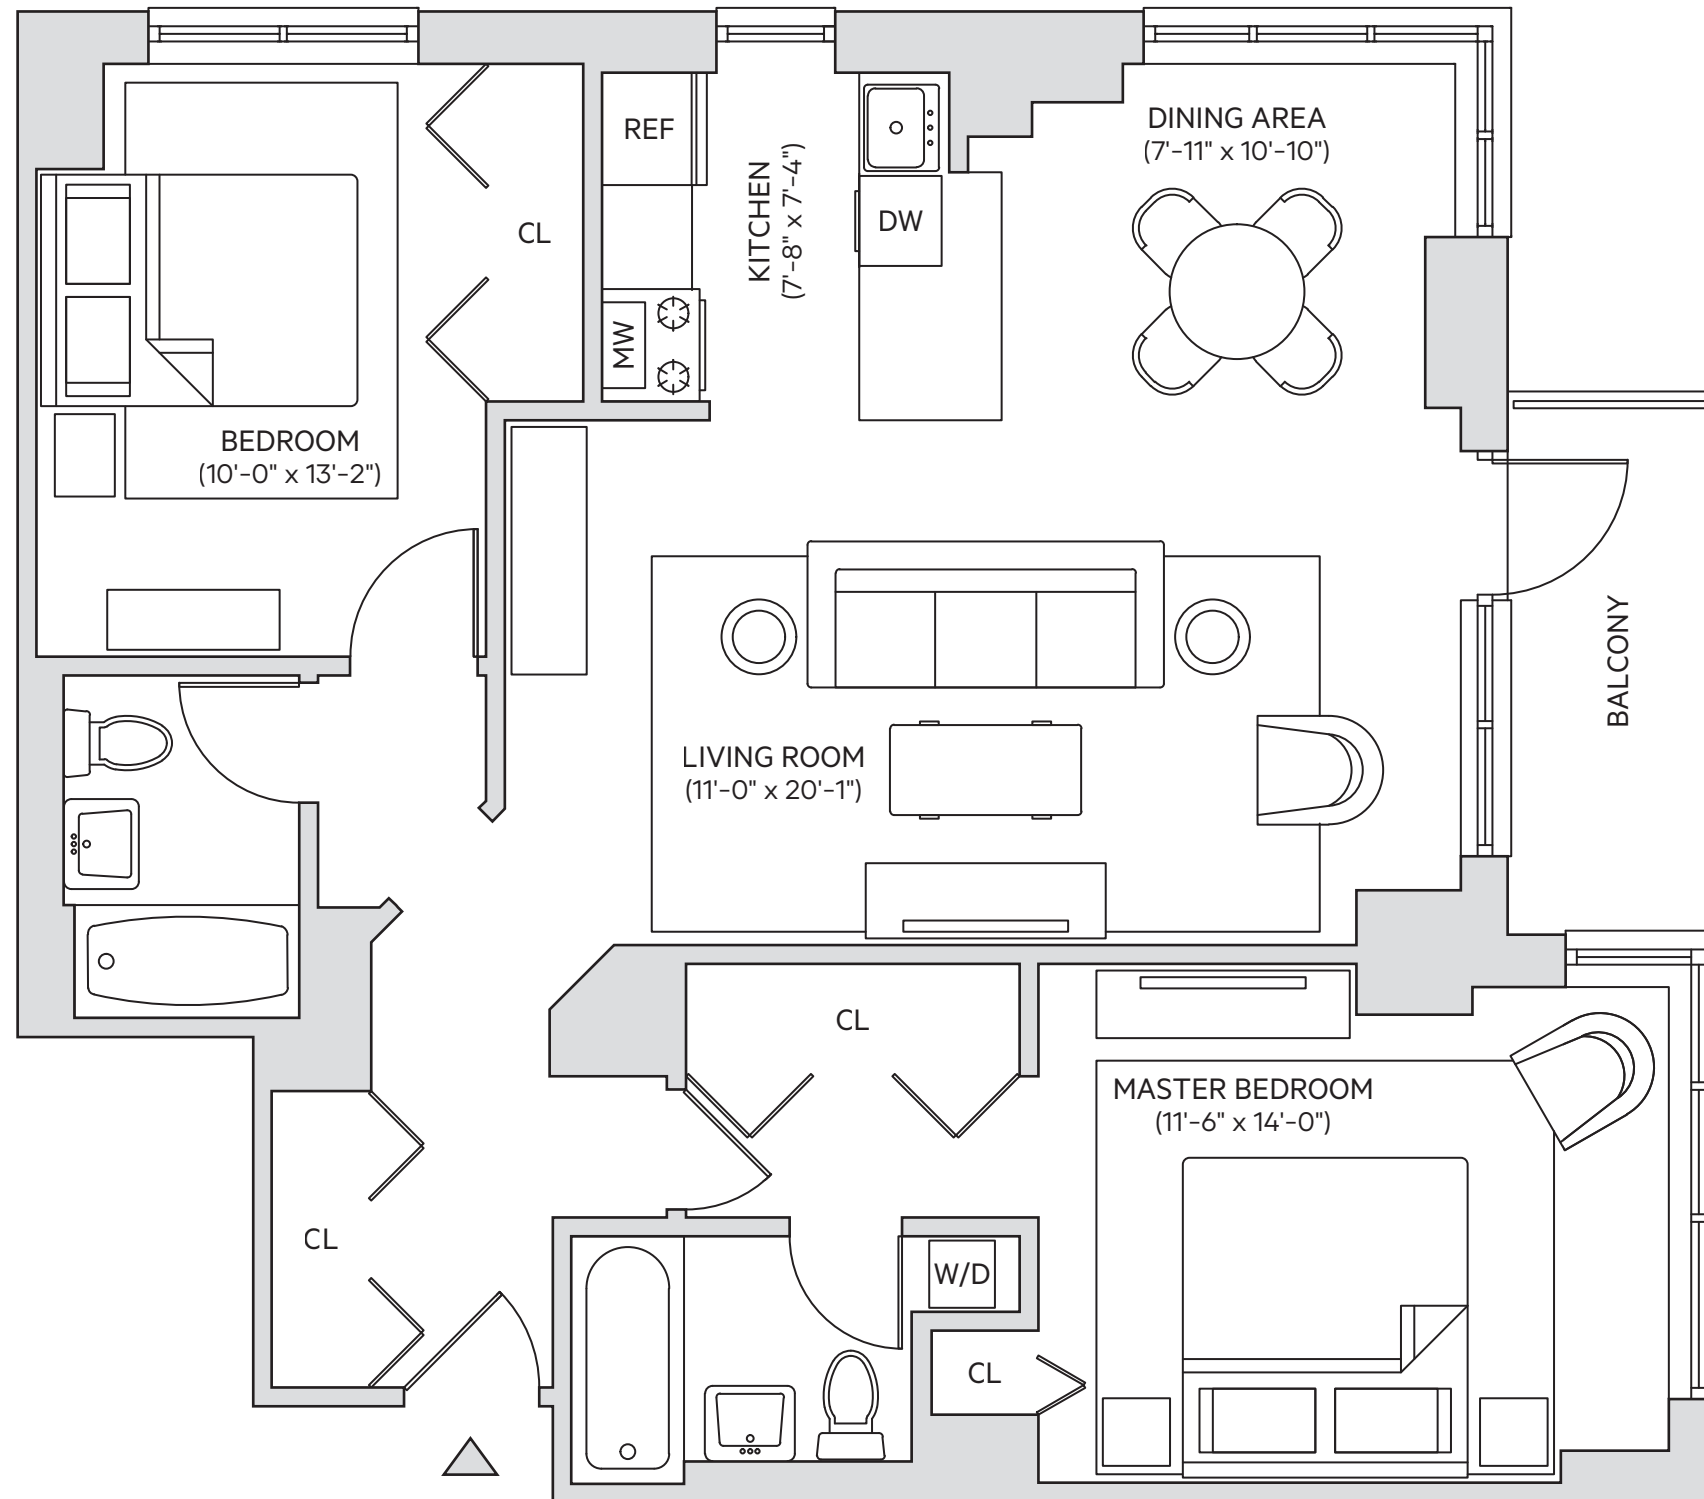 REF
KITCHEN
(7'-8" x 7'-4")
DINING AREA
(7'-11" x 10'-10")
CL
DW
MW
BEDROOM
(10'-0" x 13'-2")
BALCONY
LIVING ROOM
(11'-0" x 20'-1")
CL
MASTER BEDROOM
(11'-6" x 14'-0")
CL
W/D
CL